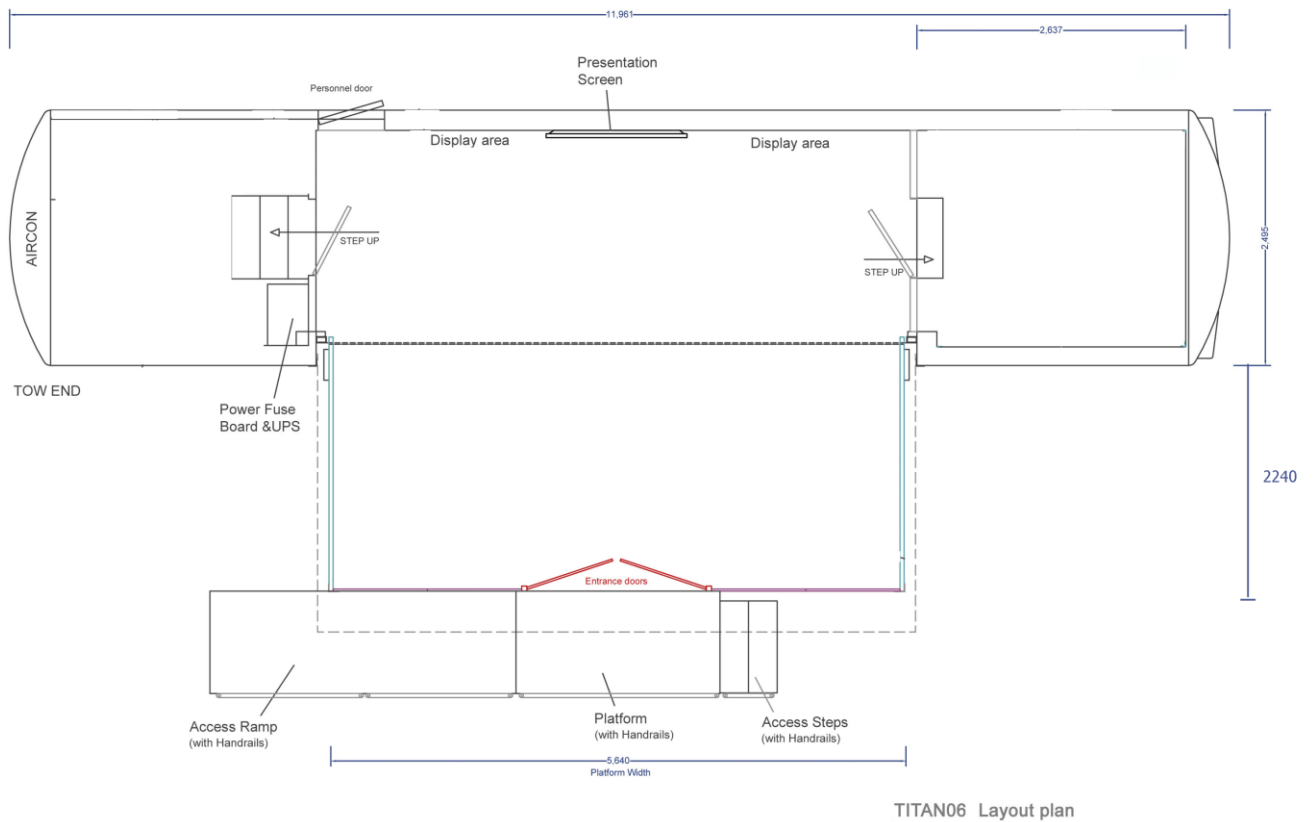 11,961
2,637
Presentation
Screen
Personnel door
Display area
Display area
AIRCON
STEP UP
STEP UP
2,495
TOW END
Power Fuse
Board &UPS
2240
Entrance doors
Access Ramp
(with Handrails)
Platform
(with Handrails)
Access Steps
(with Handrails)
5,640
Platform Width
TITAN06 Layout plan